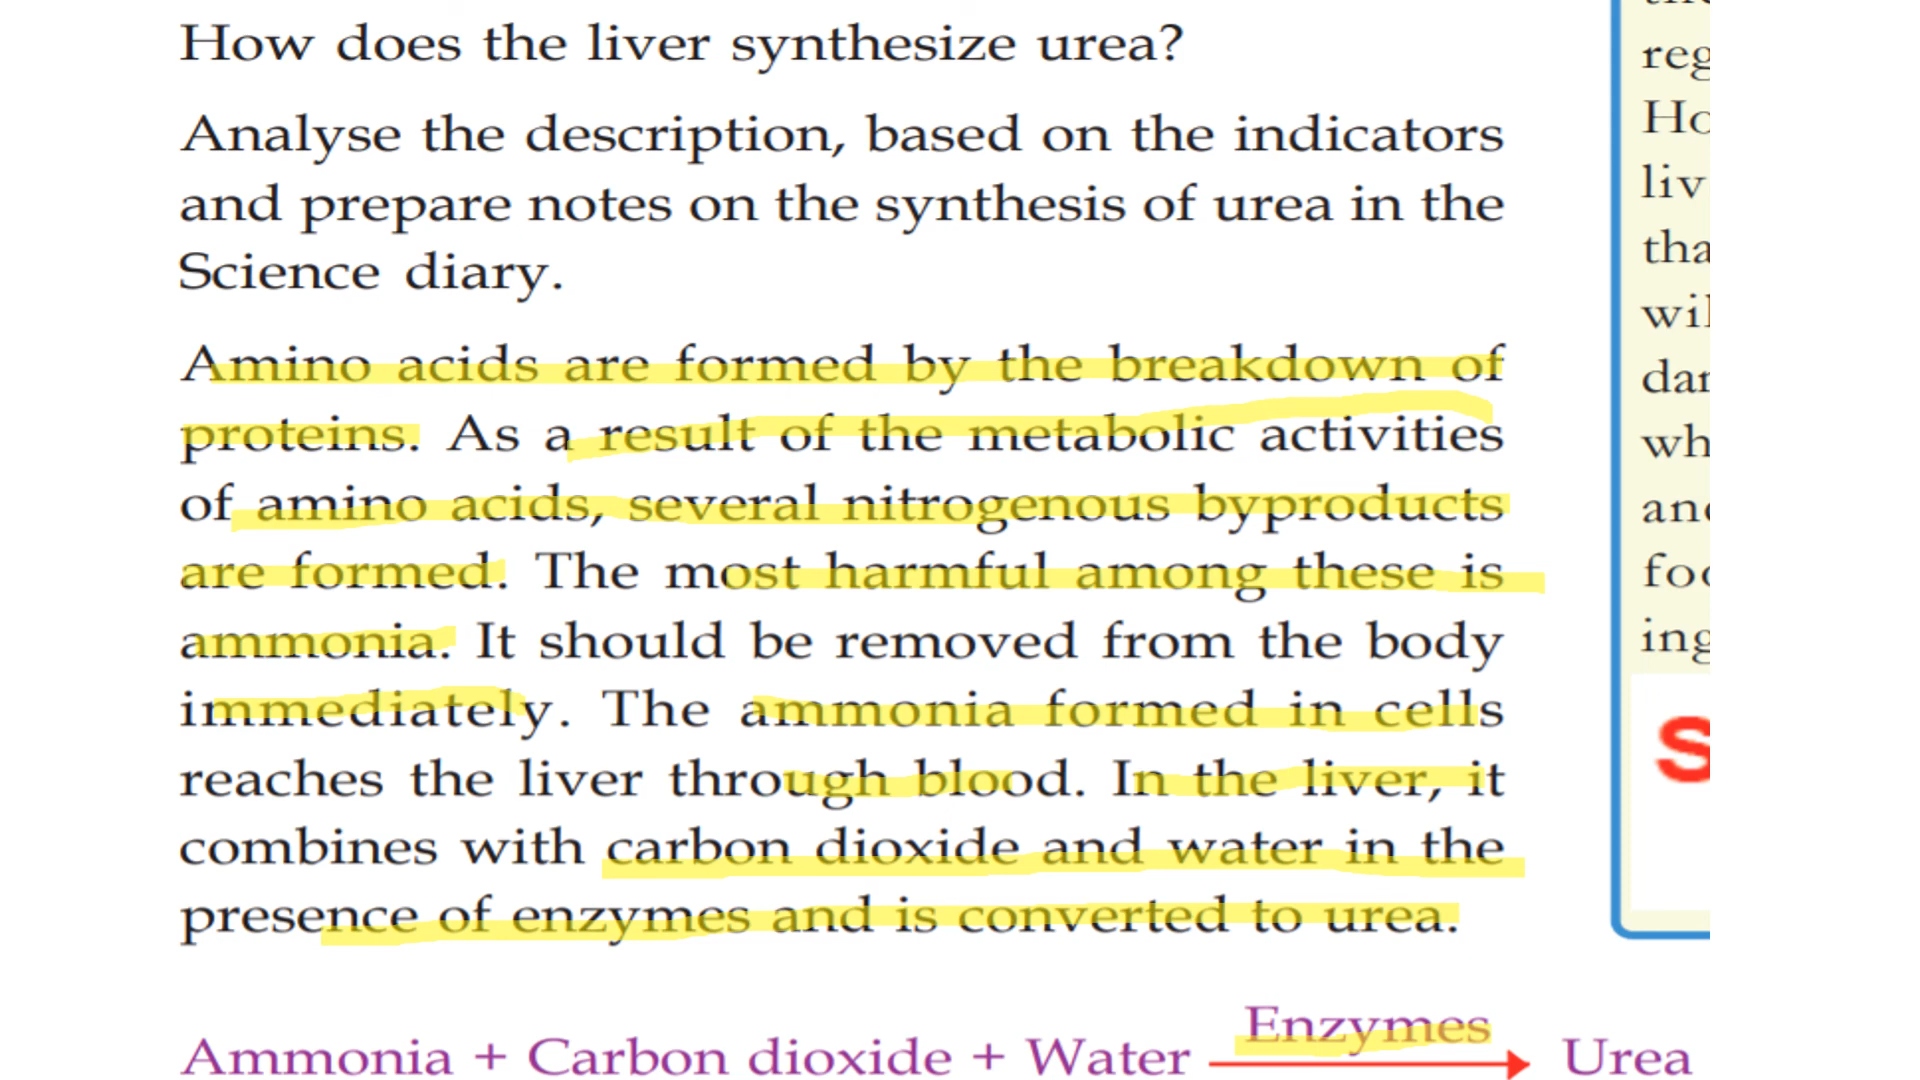 How does the liver synthesize urea?
Analyse the description, based on the indicators
and prepare notes on the synthesis of urea in the
Science diary.
Amino acids are formed by the breakdown of
proteins. As a result of the metabolic activities
of amino acids, several nitrogenous byproducts
are formed. The most harmful among these is
ammonia. It should be removed from the body
immediately. The ammonia formed in cells
reaches the liver through blood. In the liver, it
combines with carbon dioxide and water in the
presence of enzymes and is converted to urea.
Enzymes
Ammonia + Carbon dioxide + Water Urea
reg
Ho
liv
tha
wil
dar
wh
and
foo
ing
S